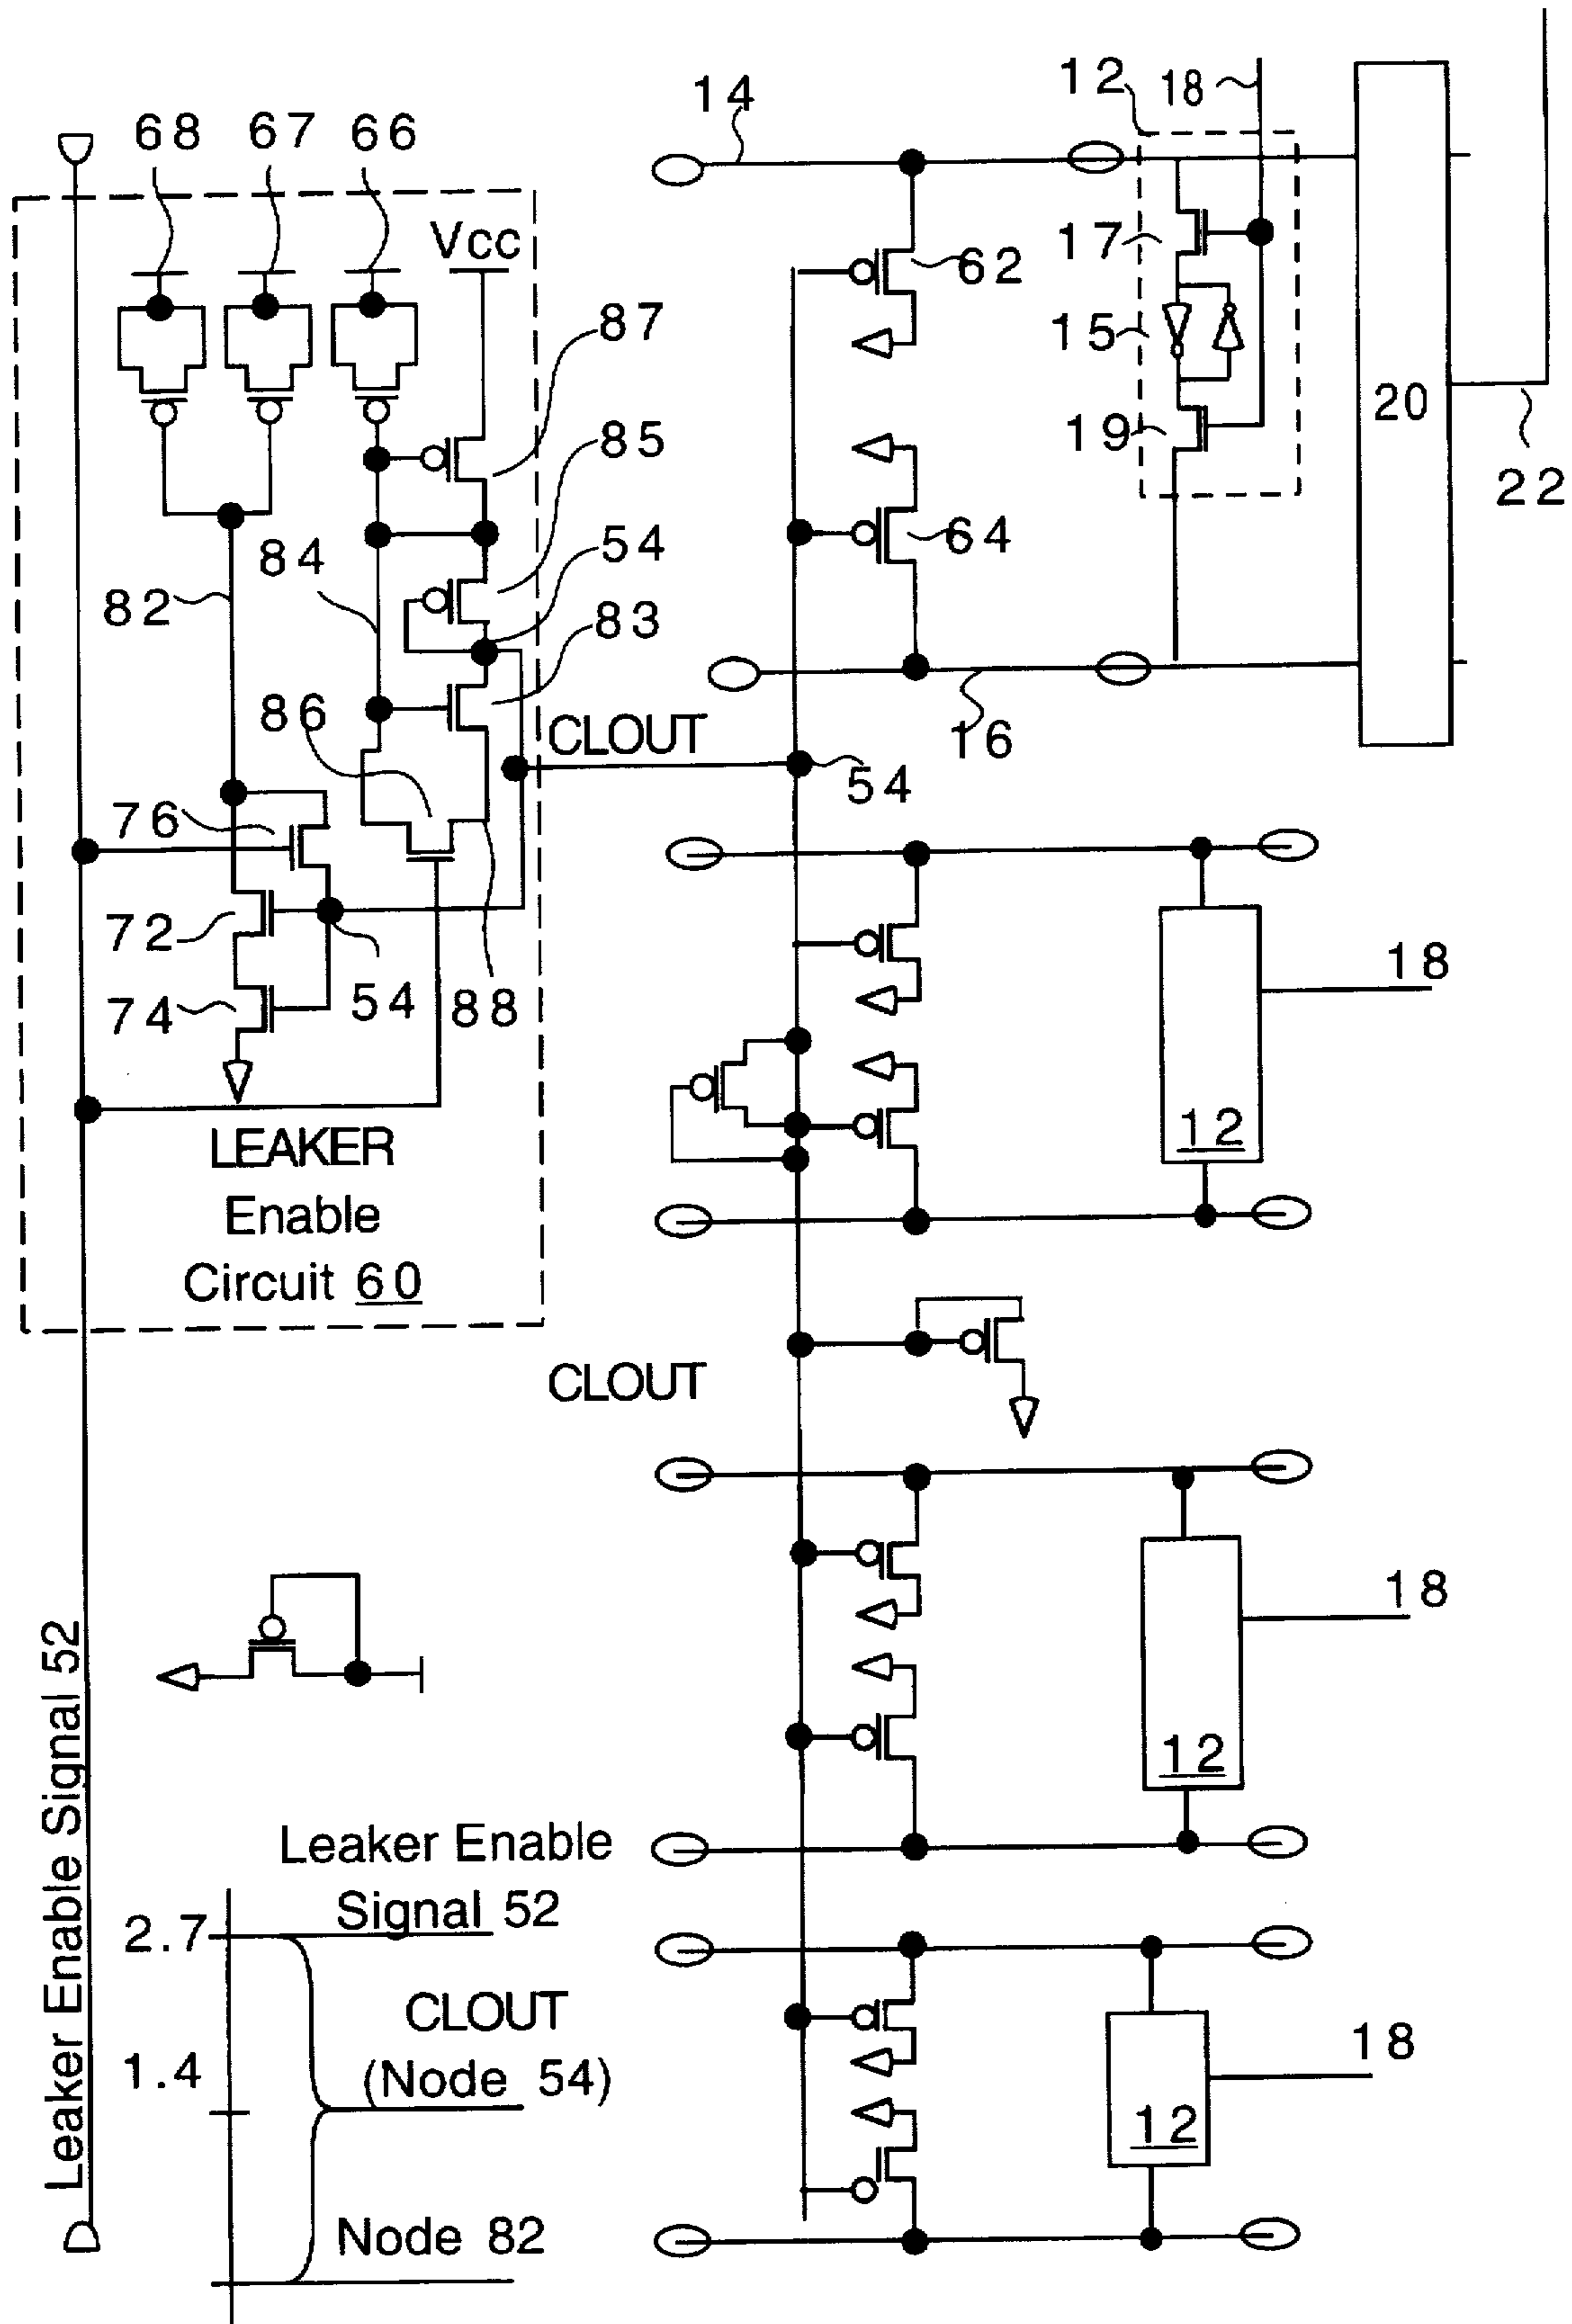 14
12
18
68
67
66
Vcc
17
62
87
15
20
85
19
64
22
54
84
82
83
86
CLOUT
16
54
76
72
18
74
54
88
12
LEAKER
Enable
Circuit 60
CLOUT
18
Leaker Enable Signal 52
12
Leaker Enable
Signal 52
2.7
CLOUT
(Node 54)
1.4
18
12
Node 82